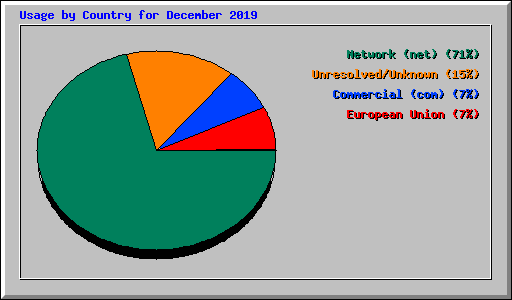 Usage by Country for December 2019
Network (net) (71%)
Unresolved/Unknown (15%)
Commercial (com) (7%)
European Union (7%)